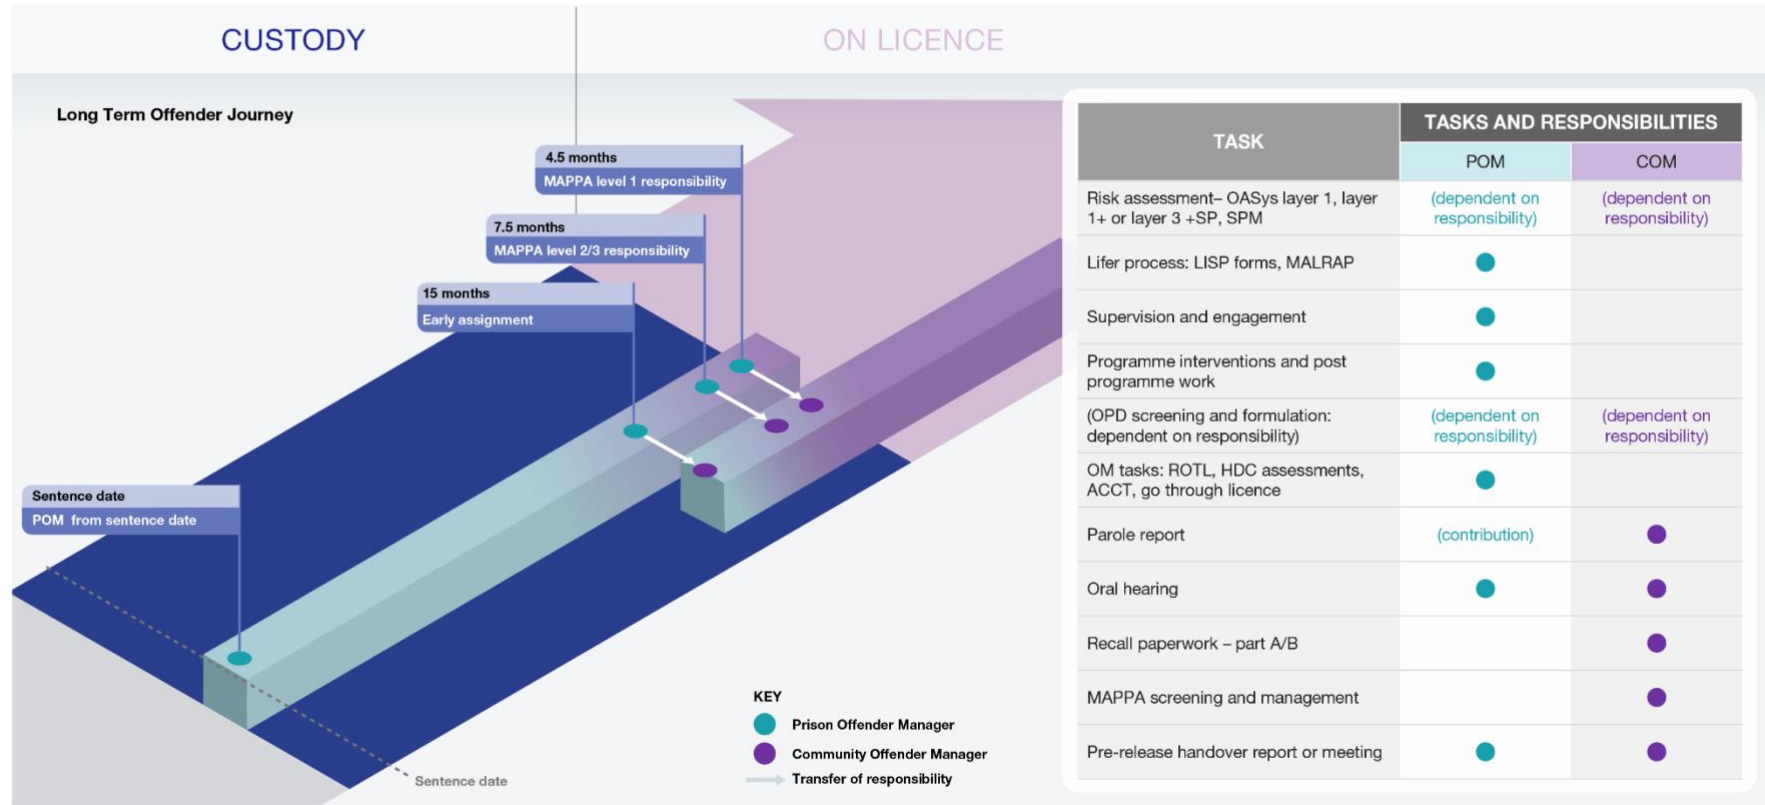 CUSTODY
ON LICENCE
Long Term Offender Journey
4.5 months
MAPPA level 1 responsibility
7.5 months
MAPPA level 2/3 responsibility
15 months
Early assignment
Sentence date
POM from sentence date
Sentence date
KEY
Prison Offender Manager
Community Offender Manager
Transfer of responsibility
TASK
TASKS AND RESPONSIBILITIES
POM
COM
Risk assessment– OASys layer 1, layer
1+ or layer 3 +SP, SPM
(dependent on
responsibility)
(dependent on
responsibility)
Lifer process: LISP forms, MALRAP
Supervision and engagement
Programme interventions and post
programme work
(OPD screening and formulation:
dependent on responsibility)
(dependent on
responsibility)
(dependent on
responsibility)
OM tasks: ROTL, HDC assessments,
ACCT, go through licence
Parole report
(contribution)
Oral hearing
Recall paperwork – part A/B
MAPPA screening and management
Pre-release handover report or meeting